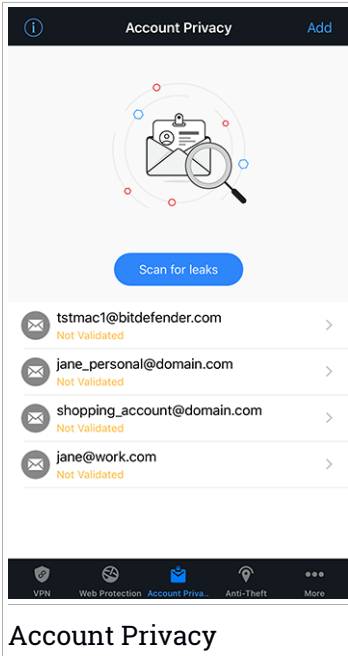 Account Privacy
Add
Scan for leaks
tstmac1@bitdefender.com
Not Validated
jane_personal@domain.com
Not Validated
shopping_account@domain.com
Not Validated
jane@work.com
Not Validated
VPN Web Protection Account Priva.. Anti-Theft More
Account Privacy